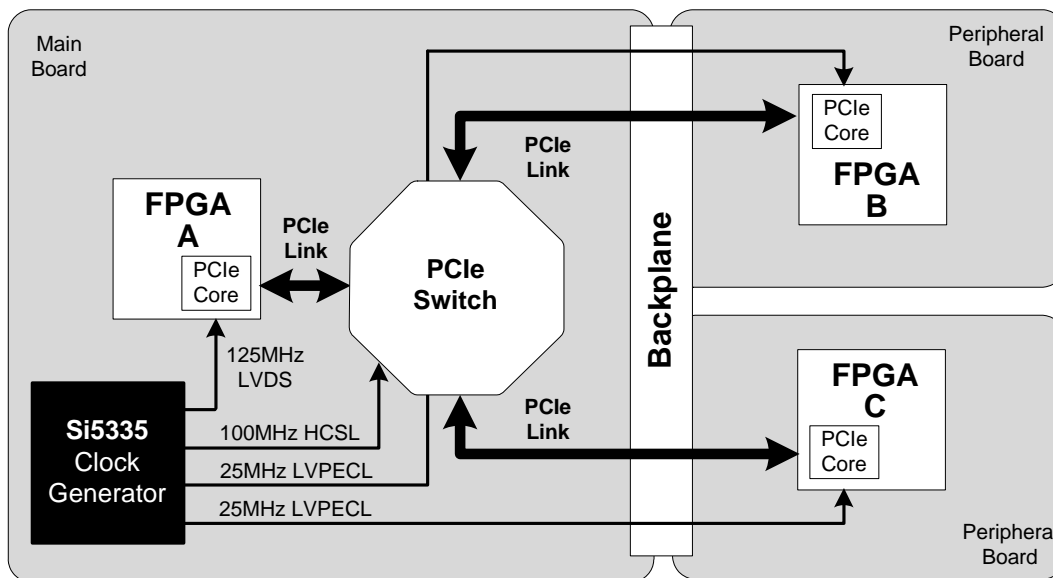 Main
Board
Peripheral
Board
PCIe
Core
FPGA
B
PCIe
Link
FPGA
A
PCIe
Link
PCIe
Core
PCIe
Switch
Backplane
125MHz
LVDS
Si5335
Clock
Generator
100MHz HCSL
25MHz LVPECL
25MHz LVPECL
PCIe
Link
FPGA
C
PCIe
Core
Periphera
Board